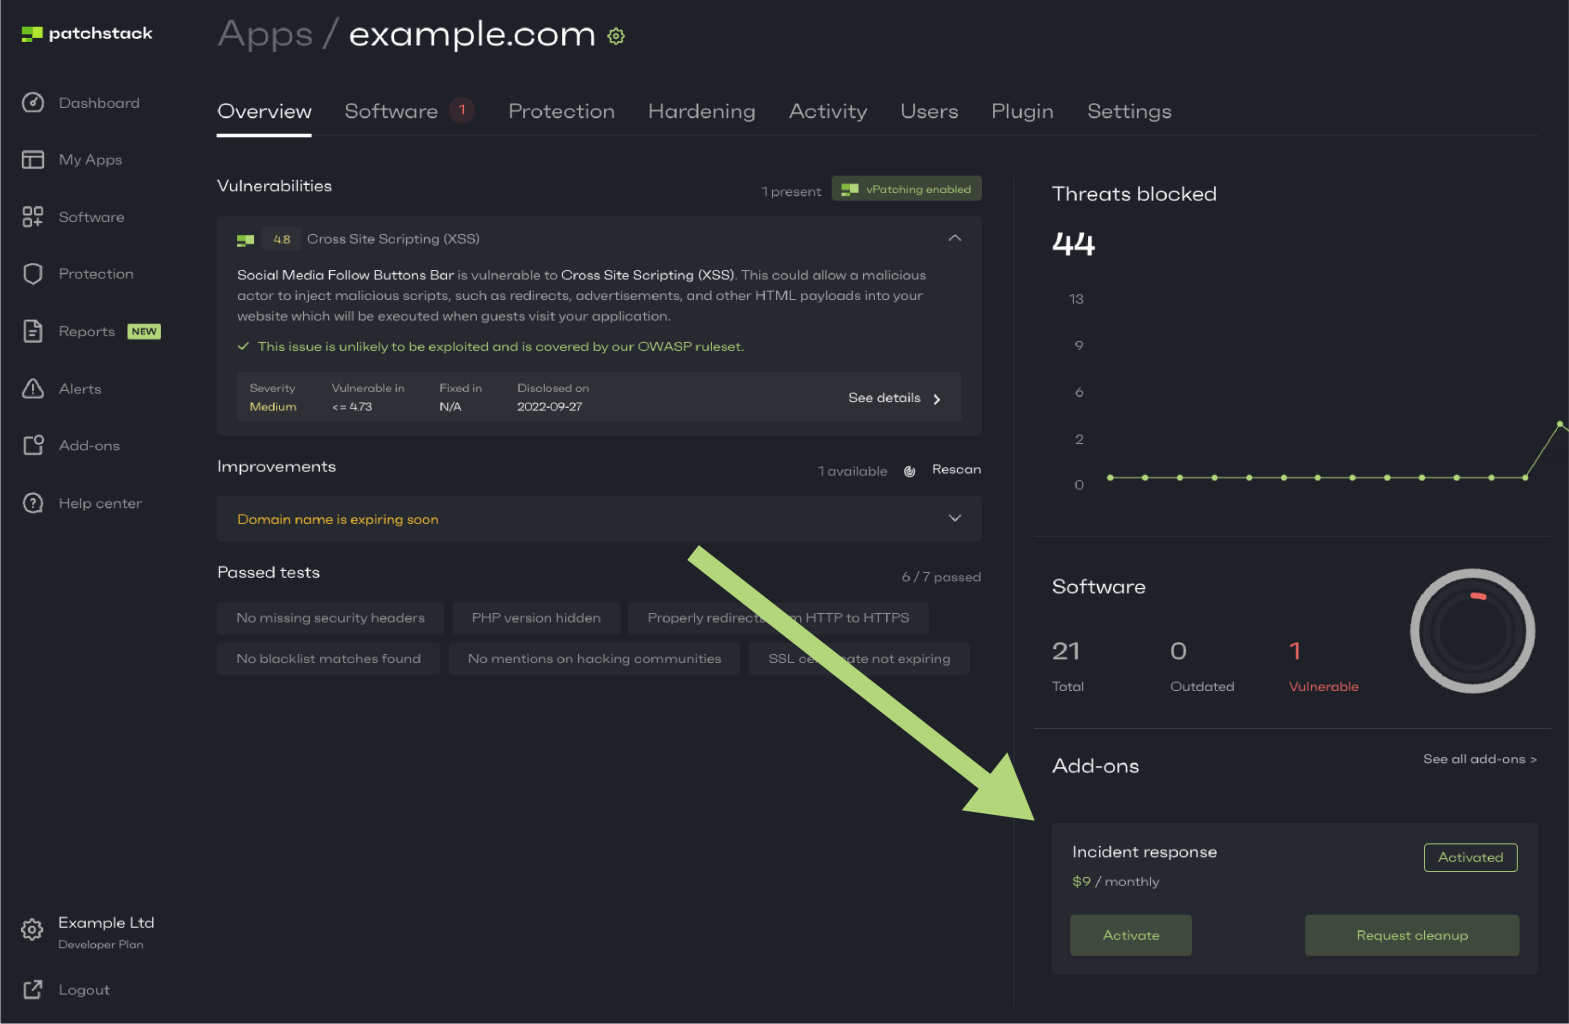 patchstack
Apps / example.com
Dashboard
My Apps
Software
Protection
Reports NEW
Alerts
Add-ons
Help center
Example Ltd
Developer Plan
Logout
Overview Software 1 Protection Hardening Activity Users Plugin Settings
Vulnerabilities
1 present vPatching enabled
4.8 Cross Site Scripting (XSS)
Social Media Follow Buttons Bar is vulnerable to Cross Site Scripting (XSS). This could allow a malicious
actor to inject malicious scripts, such as redirects, advertisements, and other HTML payloads into your
website which will be executed when guests visit your application.
This issue is unlikely to be exploited and is covered by our OWASP ruleset.
Severity Vulnerable in Fixed in Disclosed on
Medium <= 4.73 N/A 2022-09-27
See details
Improvements
1 available Rescan
Domain name is expiring soon
Passed tests
6 / 7 passed
No missing security headers PHP version hidden Properly redirects HTTP to HTTPS
No blacklist matches found No mentions on hacking communities SSL not expiring
Threats blocked
44
13
9
6
2
0
Software
21 0 1
Total Outdated Vulnerable
Add-ons
See all add-ons >
Incident response
Activated
$9 / monthly
Activate Request cleanup